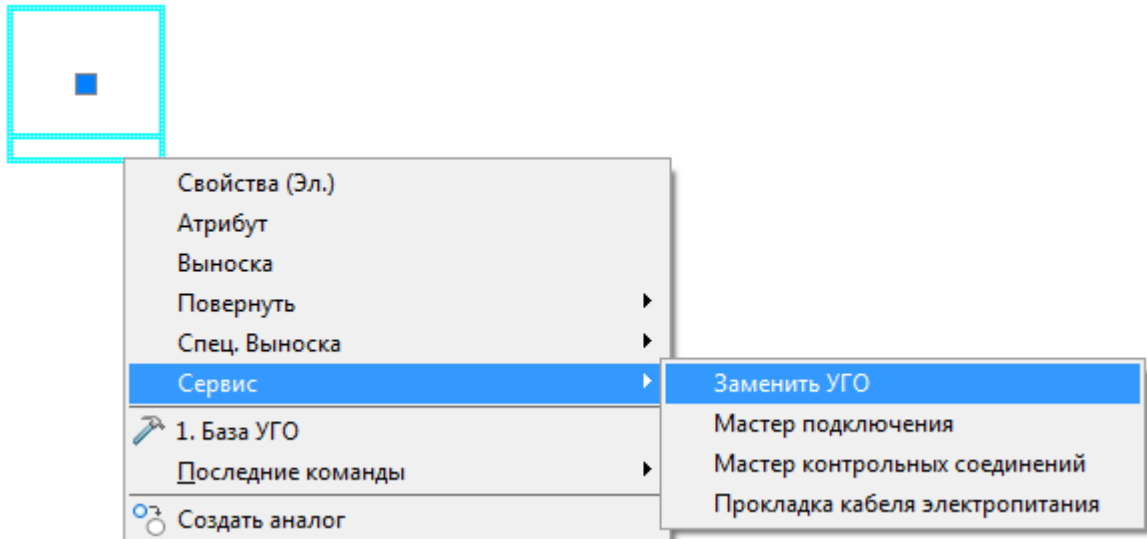 Свойства (Эл.)
Атрибут
Выноска
Повернуть
Спец. Выноска
Сервис
1. База УГО
Последние команды
Создать аналог
Заменить УГО
Мастер подключения
Мастер контрольных соединений
Прокладка кабеля электропитания